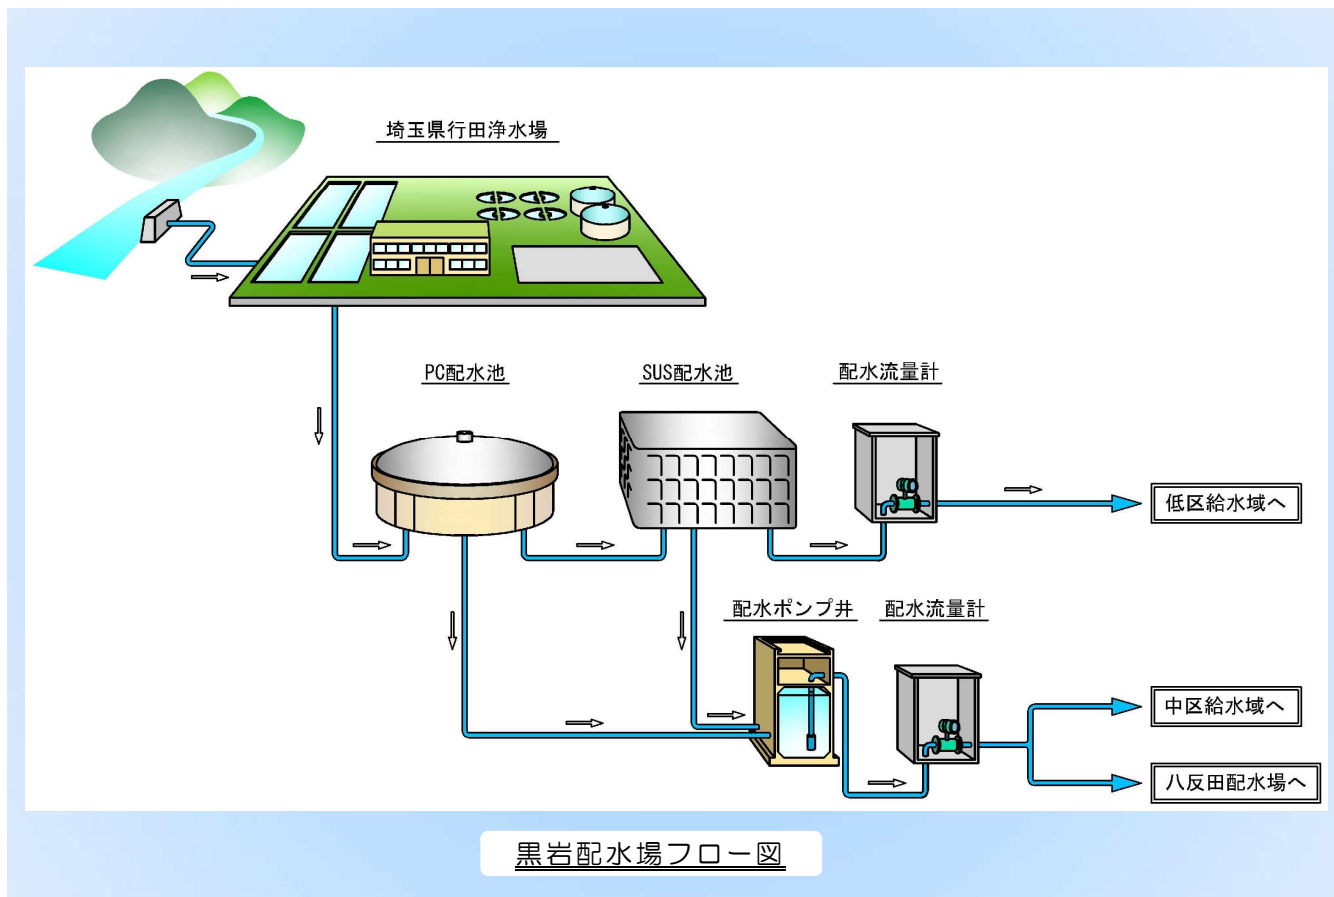 埼玉県行田浄水場
PC配水池
SUS配水池
配水流量計
低区給水域へ
配水ポンプ井
配水流量計
中区給水域へ
八反田配水場へ
黒岩配水場フロー図